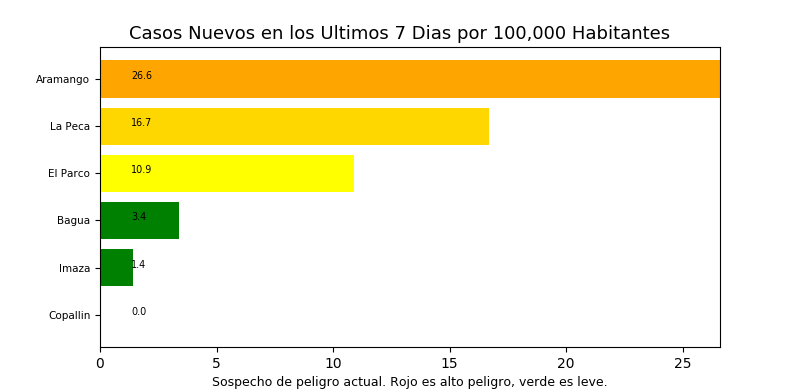 Casos Nuevos en los Ultimos 7 Dias por 100,000 Habitantes
Aramango 26.6
La Peca 16.7
El Parco 10.9
Bagua 3.4
Imaza 1.4
Copallin 0.0
0 5 10 15 20 25
Sospecho de peligro actual. Rojo es alto peligro, verde es leve.